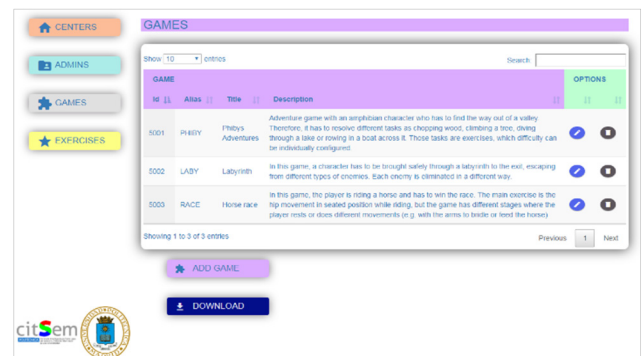 CENTERS
ADMINS
GAMES
EXERCISES
GAMES
Show 10 entries
Search:
GAME
OPTIONS
Id Alias Title Description
5001 PHIBY Phibys Adventures
Adventure game with an amphibian character who has to find the way out of a valley.
Therefore, it has to resolve different tasks as chopping wood, climbing a tree, diving
through a lake or rowing in a boat across it. Those tasks are exercises, which difficulty can
be individually configured.
5002 LABY Labyrinth
In this game, a character has to be brought safely through a labyrinth to the exit, escaping
from different types of enemies. Each enemy is eliminated in a different way.
5003 RACE Horse race
In this game, the player is riding a horse and has to win the race. The main exercise is the
hip movement in seated position while riding, but the game has different stages where the
player rests or does different movements (e.g. with the arms to bridle or feed the horse)
Showing 1 to 3 of 3 entries
Previous 1 Next
ADD GAME
DOWNLOAD
citSem